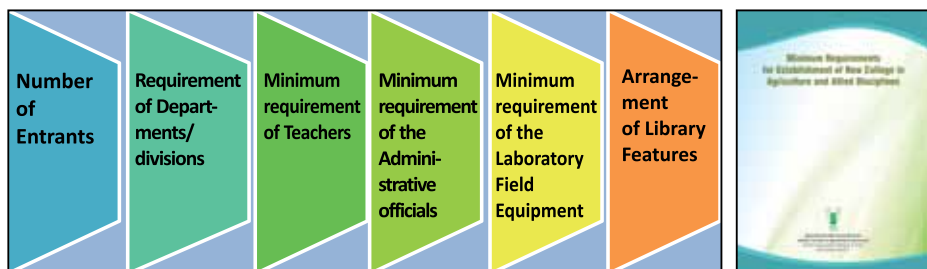 Number
of
Entrants
Requirement
of Depart-
ments/
divisions
Minimum
requirement
of Teachers
Minimum
requirement
of the
Admini-
strative
officials
Minimum
requirement
of the
Laboratory
Field
Equipment
Arrange-
ment
of Library
Features
Minimum Requirements
for Establishment of New College in
Agriculture and Allied Disciplines